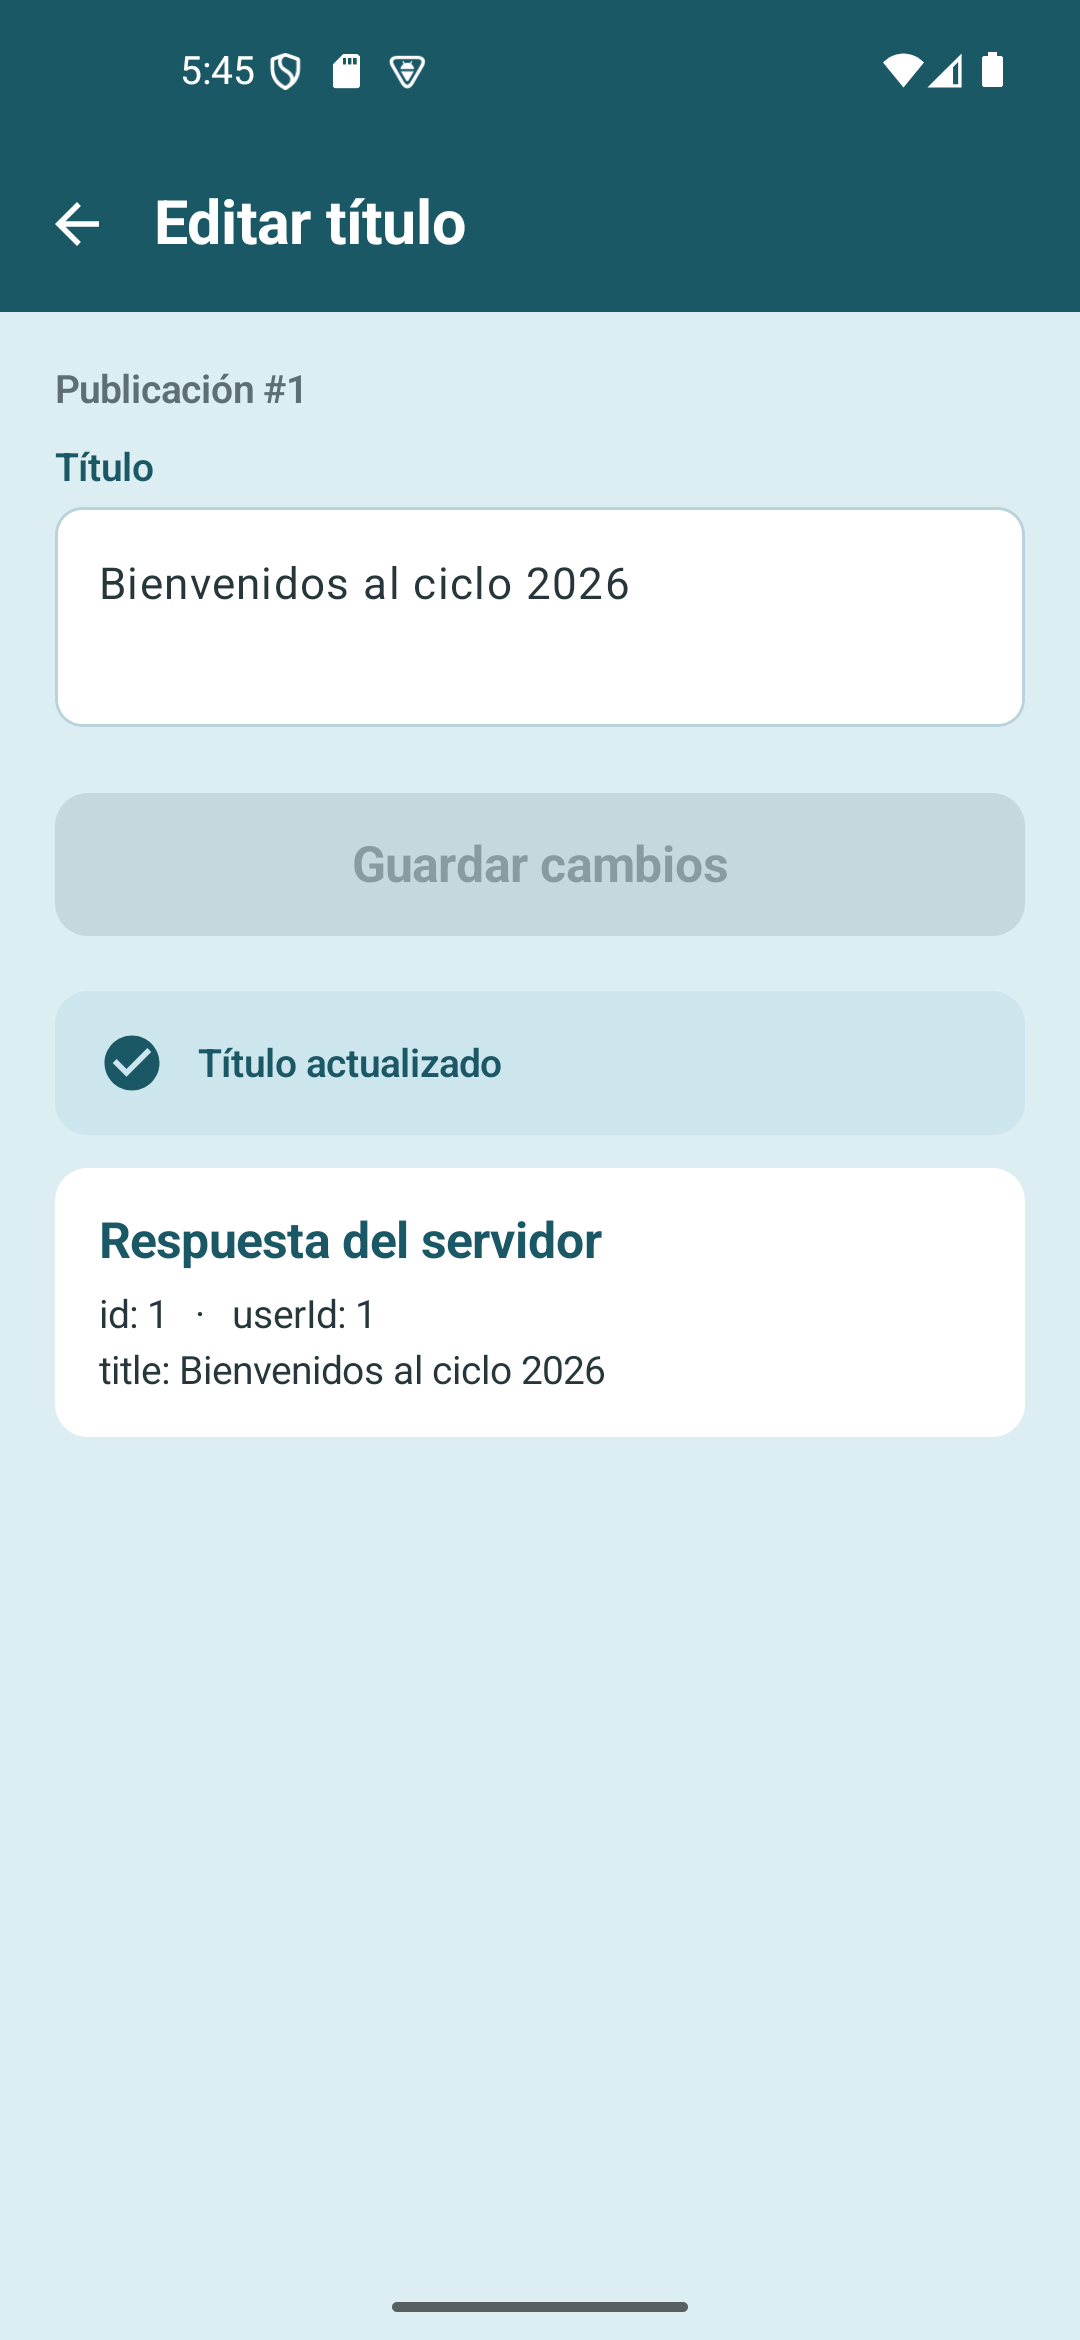 5:45
Editar título
Publicación #1
Título
Bienvenidos al ciclo 2026
Guardar cambios
Título actualizado
Respuesta del servidor
id: 1 · userId: 1
title: Bienvenidos al ciclo 2026